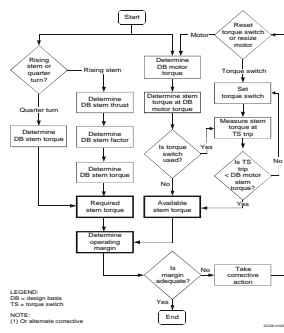 Start
Reset
torque switch
or resize
motor
Motor
Torque switch
Rising
stem or
quarter
turn?
Rising stem
Quarter turn
Determine
DB motor
torque
Determine
DB stem thrust
Determine stem
torque at DB
motor torque
Set
torque switch
Determine
DB stem factor
Measure stem
torque at
TS trip
Determine
DB stem torque
Is torque
switch
used?
Yes
No
Determine
DB stem torque
Is TS
trip
< DB motor
stem
torque?
No
Yes
Required
stem torque
Available
stem torque
Determine
operating
margin
Is
margin
adequate?
No
Take
corrective
action
Yes
End
LEGEND:
DB = design basis
TS = torque switch
NOTE:
(1) Or alternate corrective